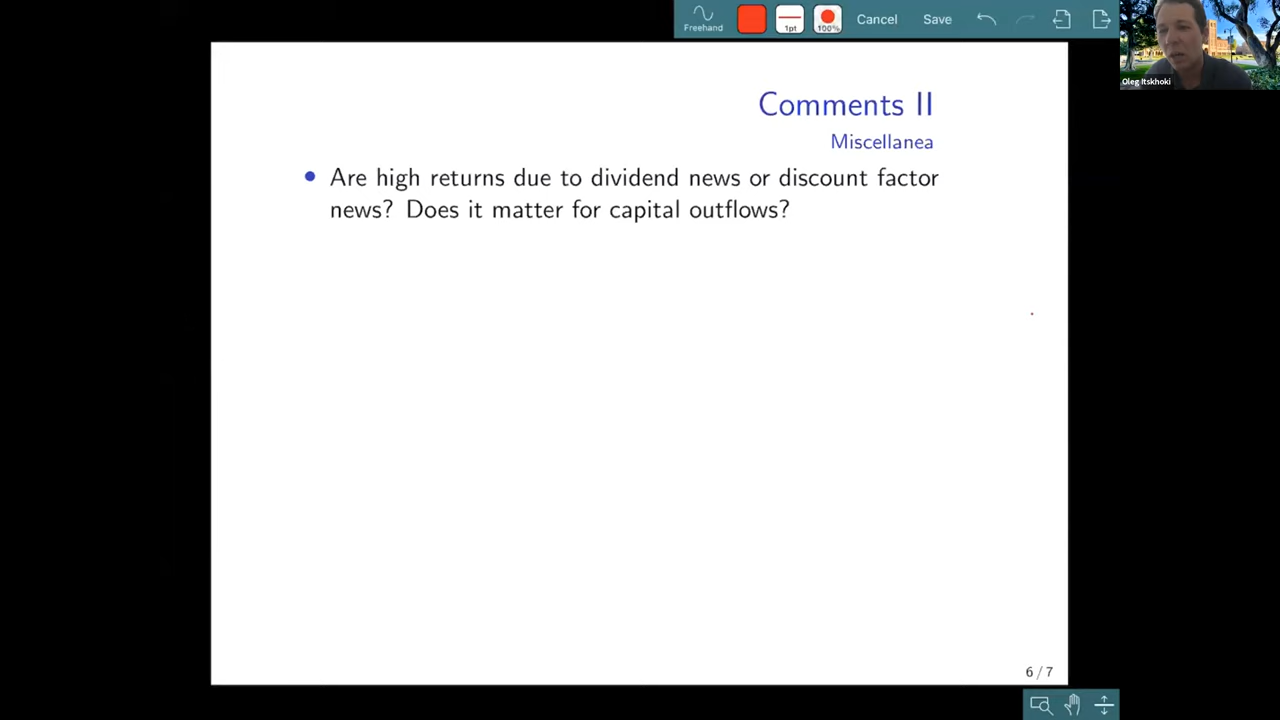 Freehand
1pt
100%
Cancel
Save
Oleg Itskhoki
Comments II
Miscellanea
• Are high returns due to dividend news or discount factor
news? Does it matter for capital outflows?
6 / 7